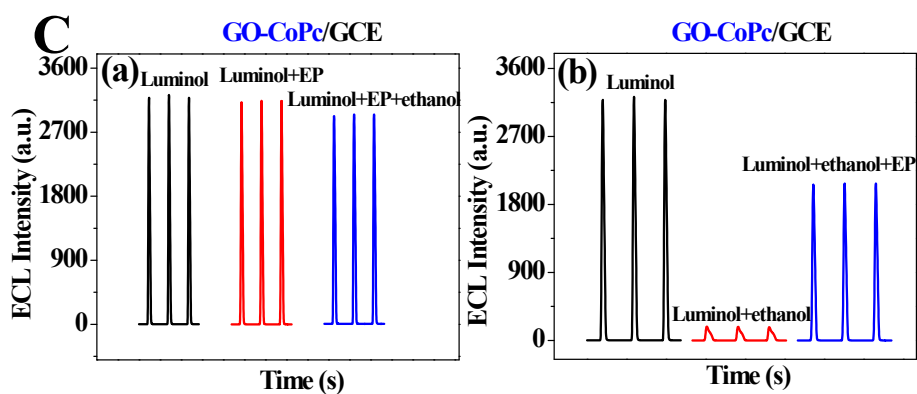 C
GO-CoPc/GCE
(a)
Luminol
Luminol+EP
Luminol+EP+ethanol
3600
2700
1800
900
0
ECL Intensity (a.u.)
Time (s)
GO-CoPc/GCE
(b)
Luminol
Luminol+ethanol+EP
Luminol+ethanol
3600
2700
1800
900
0
ECL Intensity (a.u.)
Time (s)